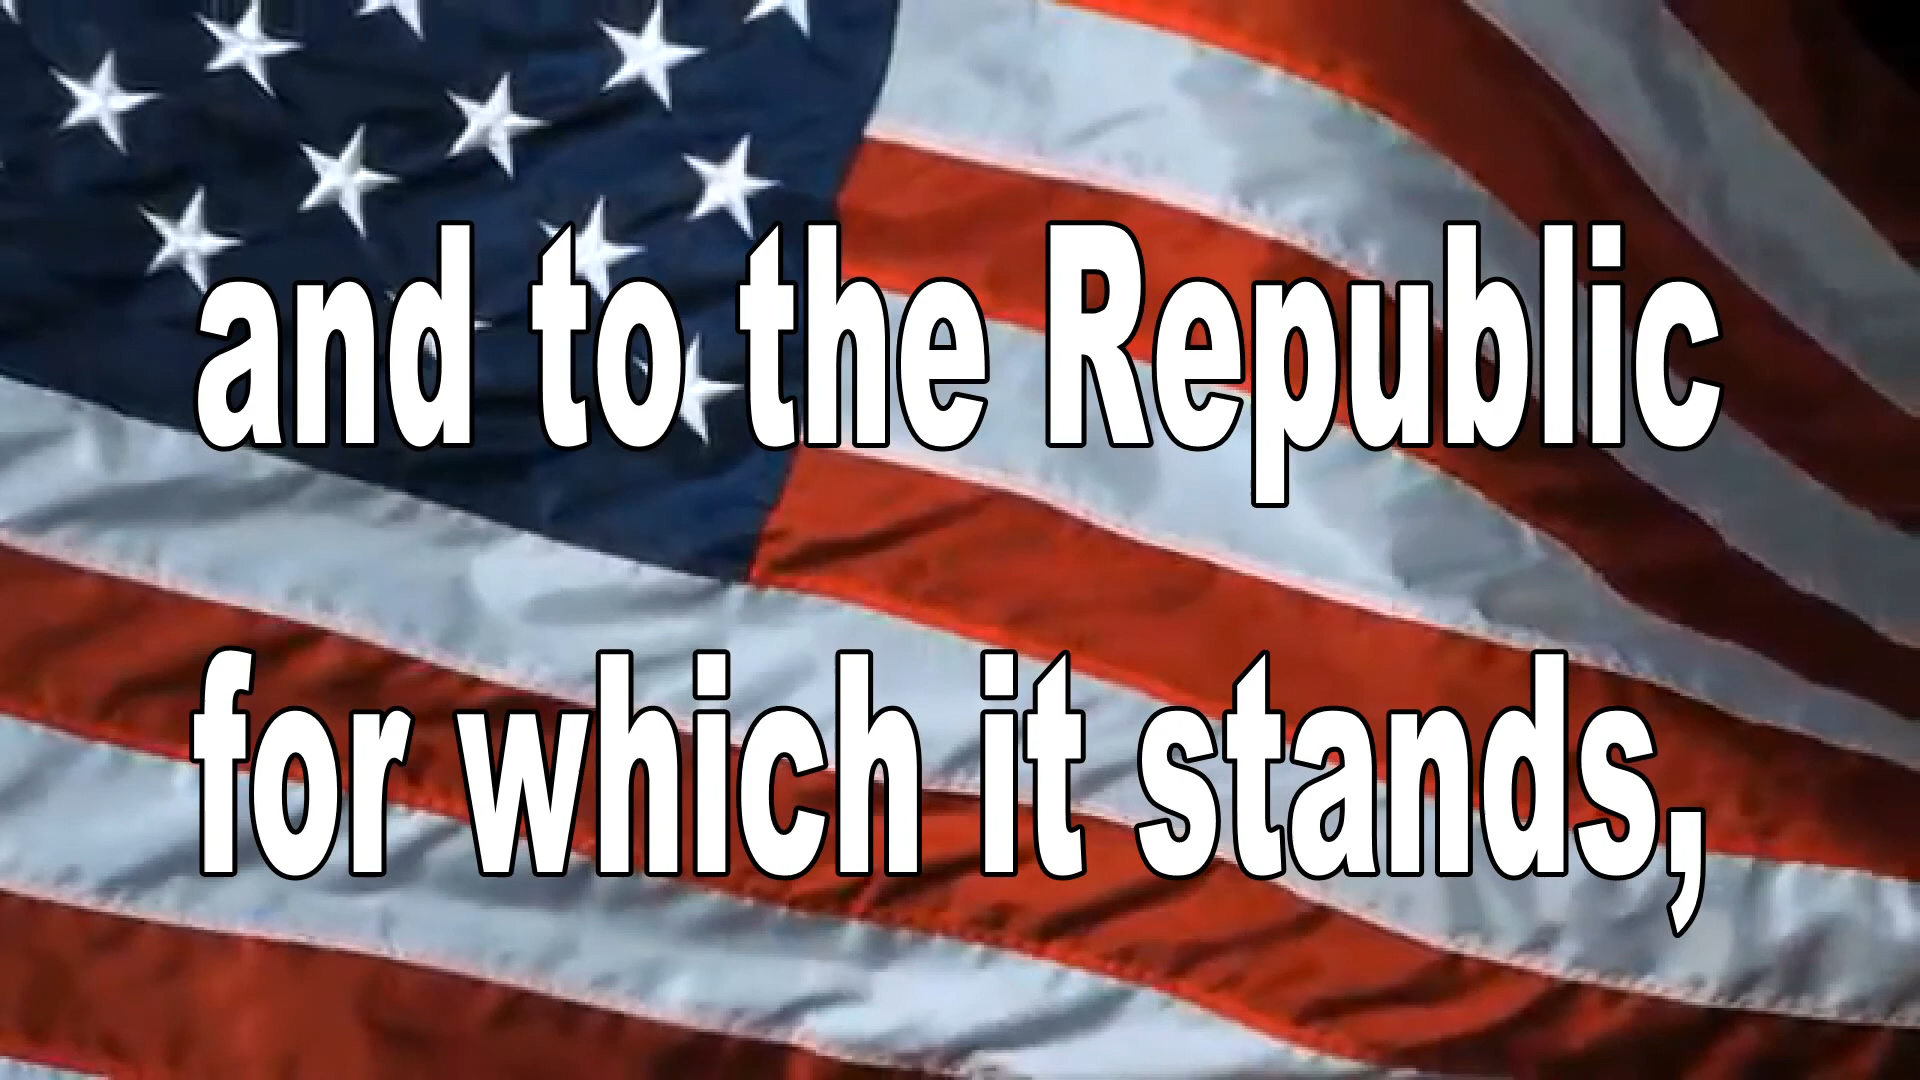 and to the Republic
for which it stands,